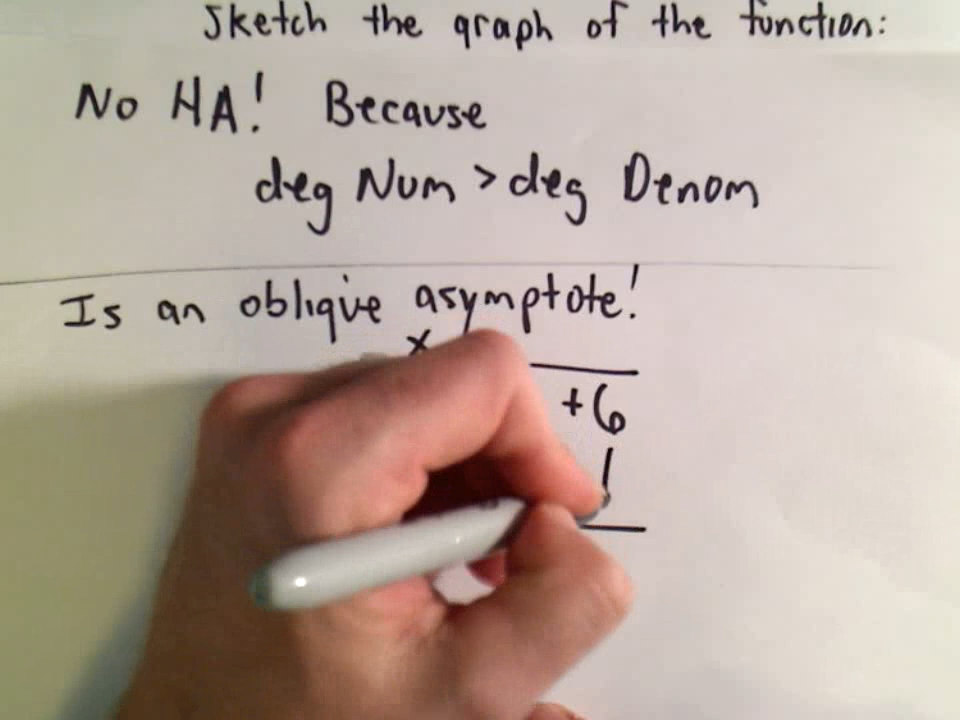 Sketch the graph of the function:
No HA! Because
deg Num > deg Denom
Is an oblique asymptote!
x
+6